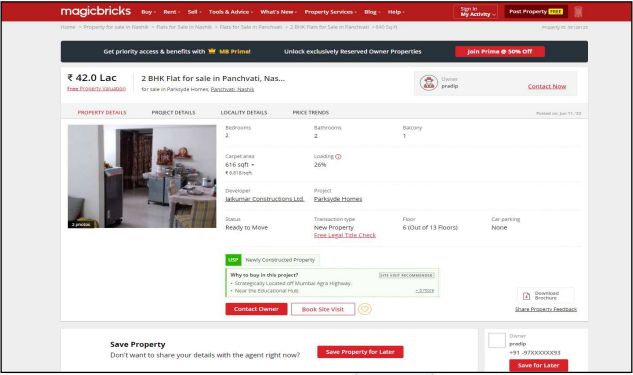 magicbricks Buy Rent Sell Tools & Advice What's New Property Services Blog Help Sign in My Activity Post Property FREE
Home > Property for sale in Nashik > Flats for Sale in Nashik > Flats for Sale in Panchvati > 2 BHK Flats for Sale in Panchvati > 840 Sq-ft
Get priority access & benefits with MB Prime! Unlock exclusively Reserved Owner Properties Join Prime @ 50% Off
₹ 42.0 Lac 2 BHK Flat for sale in Panchvati, Nas...
Free Property Valuation for sale in Parksyde Homes, Panchvati, Nashik
Owner
pradip Contact Now
PROPERTY DETAILS PROJECT DETAILS LOCALITY DETAILS PRICE TRENDS Posted on: Jun 11, '22
Bedrooms Bathrooms Balcony
2 2 1
Carpet area Loading
616 sqft 26%
₹ 6,818/sqft
Developer Project
Jaikumar Constructions Ltd. Parksyde Homes
2 photos
Status Transaction type Floor Car parking
Ready to Move New Property 6 (Out of 13 Floors) None
Free Legal Title Check
USP Newly Constructed Property
Why to buy in this project? SITE VISIT RECOMMENDED
• Strategically Located off Mumbai Agra Highway.
• Near the Educational Hub. + 3 more
Download Brochure
Contact Owner Book Site Visit Share Property Feedback
Save Property
Don't want to share your details with the agent right now? Save Property for Later
Owner
pradip
+91 -97XXXXXX93
Save for Later